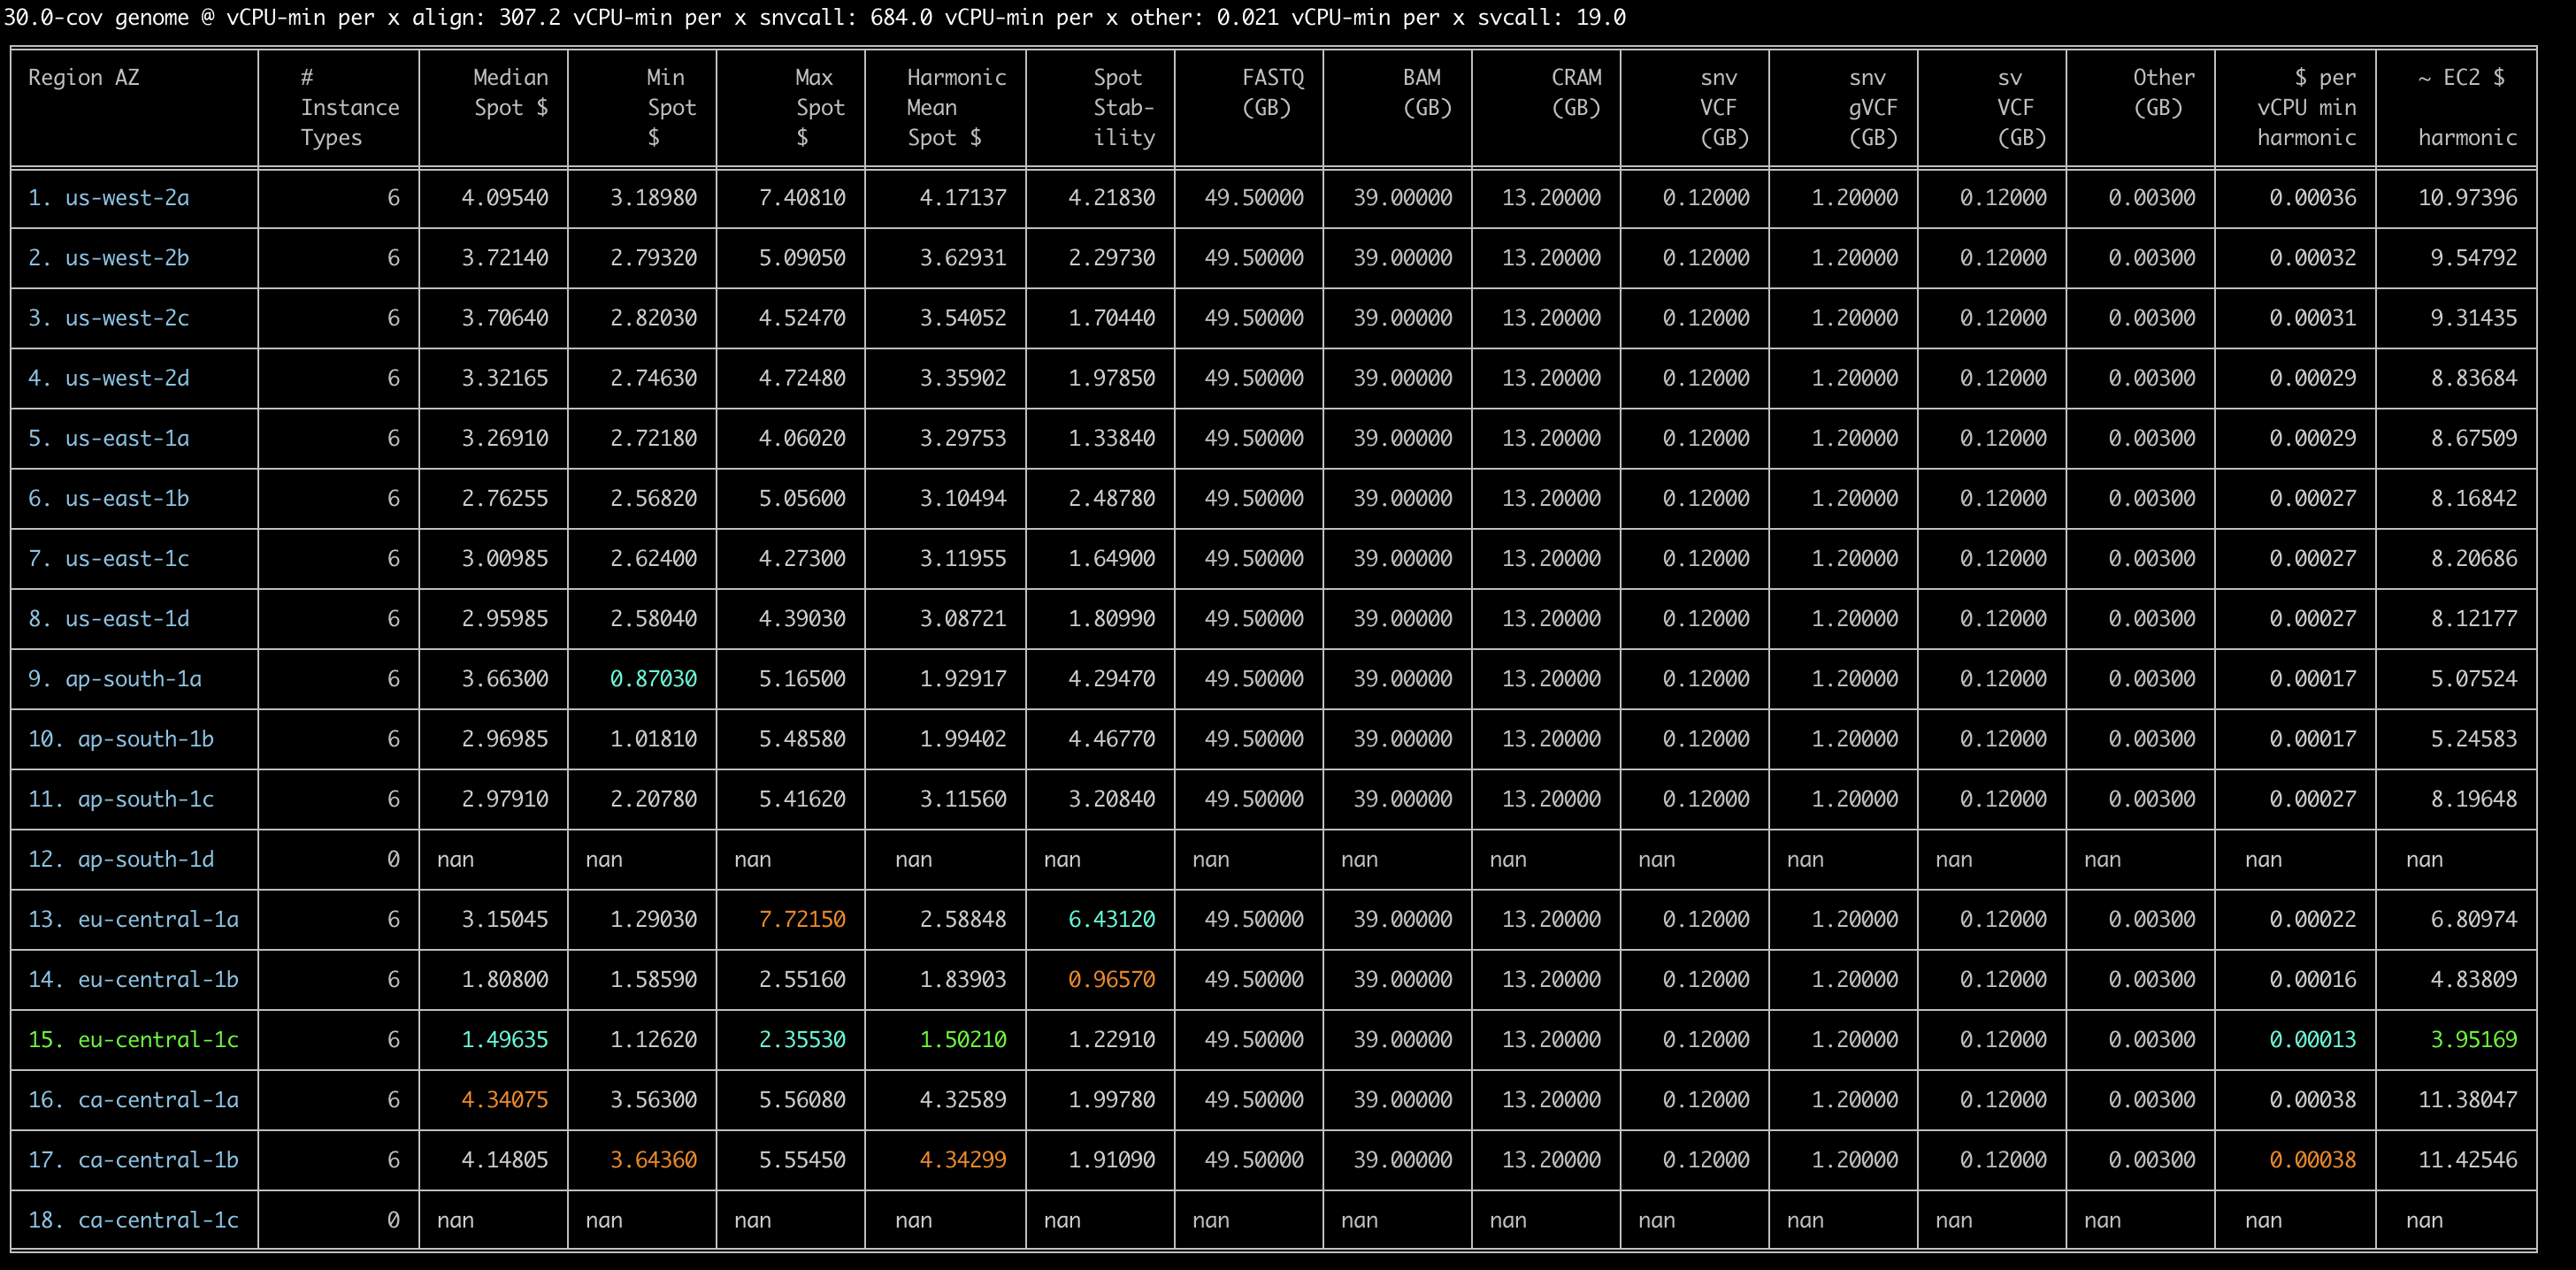 30.0-cov genome @ vCPU-min per x align: 307.2 vCPU-min per x snvcall: 684.0 vCPU-min per x other: 0.021 vCPU-min per x svcall: 19.0
Region AZ # Instance Types Median Spot $ Min Spot $ Max Spot $ Harmonic Mean Spot $ Spot Stab-ility FASTQ (GB) BAM (GB) CRAM (GB) snv VCF (GB) snv gVCF (GB) sv VCF (GB) Other (GB) $ per vCPU min harmonic ~ EC2 $ harmonic
1. us-west-2a 6 4.09540 3.18980 7.40810 4.17137 4.21830 49.50000 39.00000 13.20000 0.12000 1.20000 0.12000 0.00300 0.00036 10.97396
2. us-west-2b 6 3.72140 2.79320 5.09050 3.62931 2.29730 49.50000 39.00000 13.20000 0.12000 1.20000 0.12000 0.00300 0.00032 9.54792
3. us-west-2c 6 3.70640 2.82030 4.52470 3.54052 1.70440 49.50000 39.00000 13.20000 0.12000 1.20000 0.12000 0.00300 0.00031 9.31435
4. us-west-2d 6 3.32165 2.74630 4.72480 3.35902 1.97850 49.50000 39.00000 13.20000 0.12000 1.20000 0.12000 0.00300 0.00029 8.83684
5. us-east-1a 6 3.26910 2.72180 4.06020 3.29753 1.33840 49.50000 39.00000 13.20000 0.12000 1.20000 0.12000 0.00300 0.00029 8.67509
6. us-east-1b 6 2.76255 2.56820 5.05600 3.10494 2.48780 49.50000 39.00000 13.20000 0.12000 1.20000 0.12000 0.00300 0.00027 8.16842
7. us-east-1c 6 3.00985 2.62400 4.27300 3.11955 1.64900 49.50000 39.00000 13.20000 0.12000 1.20000 0.12000 0.00300 0.00027 8.20686
8. us-east-1d 6 2.95985 2.58040 4.39030 3.08721 1.80990 49.50000 39.00000 13.20000 0.12000 1.20000 0.12000 0.00300 0.00027 8.12177
9. ap-south-1a 6 3.66300 0.87030 5.16500 1.92917 4.29470 49.50000 39.00000 13.20000 0.12000 1.20000 0.12000 0.00300 0.00017 5.07524
10. ap-south-1b 6 2.96985 1.01810 5.48580 1.99402 4.46770 49.50000 39.00000 13.20000 0.12000 1.20000 0.12000 0.00300 0.00017 5.24583
11. ap-south-1c 6 2.97910 2.20780 5.41620 3.11560 3.20840 49.50000 39.00000 13.20000 0.12000 1.20000 0.12000 0.00300 0.00027 8.19648
12. ap-south-1d 0 nan nan nan nan nan nan nan nan nan nan nan nan nan nan
13. eu-central-1a 6 3.15045 1.29030 7.72150 2.58848 6.43120 49.50000 39.00000 13.20000 0.12000 1.20000 0.12000 0.00300 0.00022 6.80974
14. eu-central-1b 6 1.80800 1.58590 2.55160 1.83903 0.96570 49.50000 39.00000 13.20000 0.12000 1.20000 0.12000 0.00300 0.00016 4.83809
15. eu-central-1c 6 1.49635 1.12620 2.35530 1.50210 1.22910 49.50000 39.00000 13.20000 0.12000 1.20000 0.12000 0.00300 0.00013 3.95169
16. ca-central-1a 6 4.34075 3.56300 5.56080 4.32589 1.99780 49.50000 39.00000 13.20000 0.12000 1.20000 0.12000 0.00300 0.00038 11.38047
17. ca-central-1b 6 4.14805 3.64360 5.55450 4.34299 1.91090 49.50000 39.00000 13.20000 0.12000 1.20000 0.12000 0.00300 0.00038 11.42546
18. ca-central-1c 0 nan nan nan nan nan nan nan nan nan nan nan nan nan nan